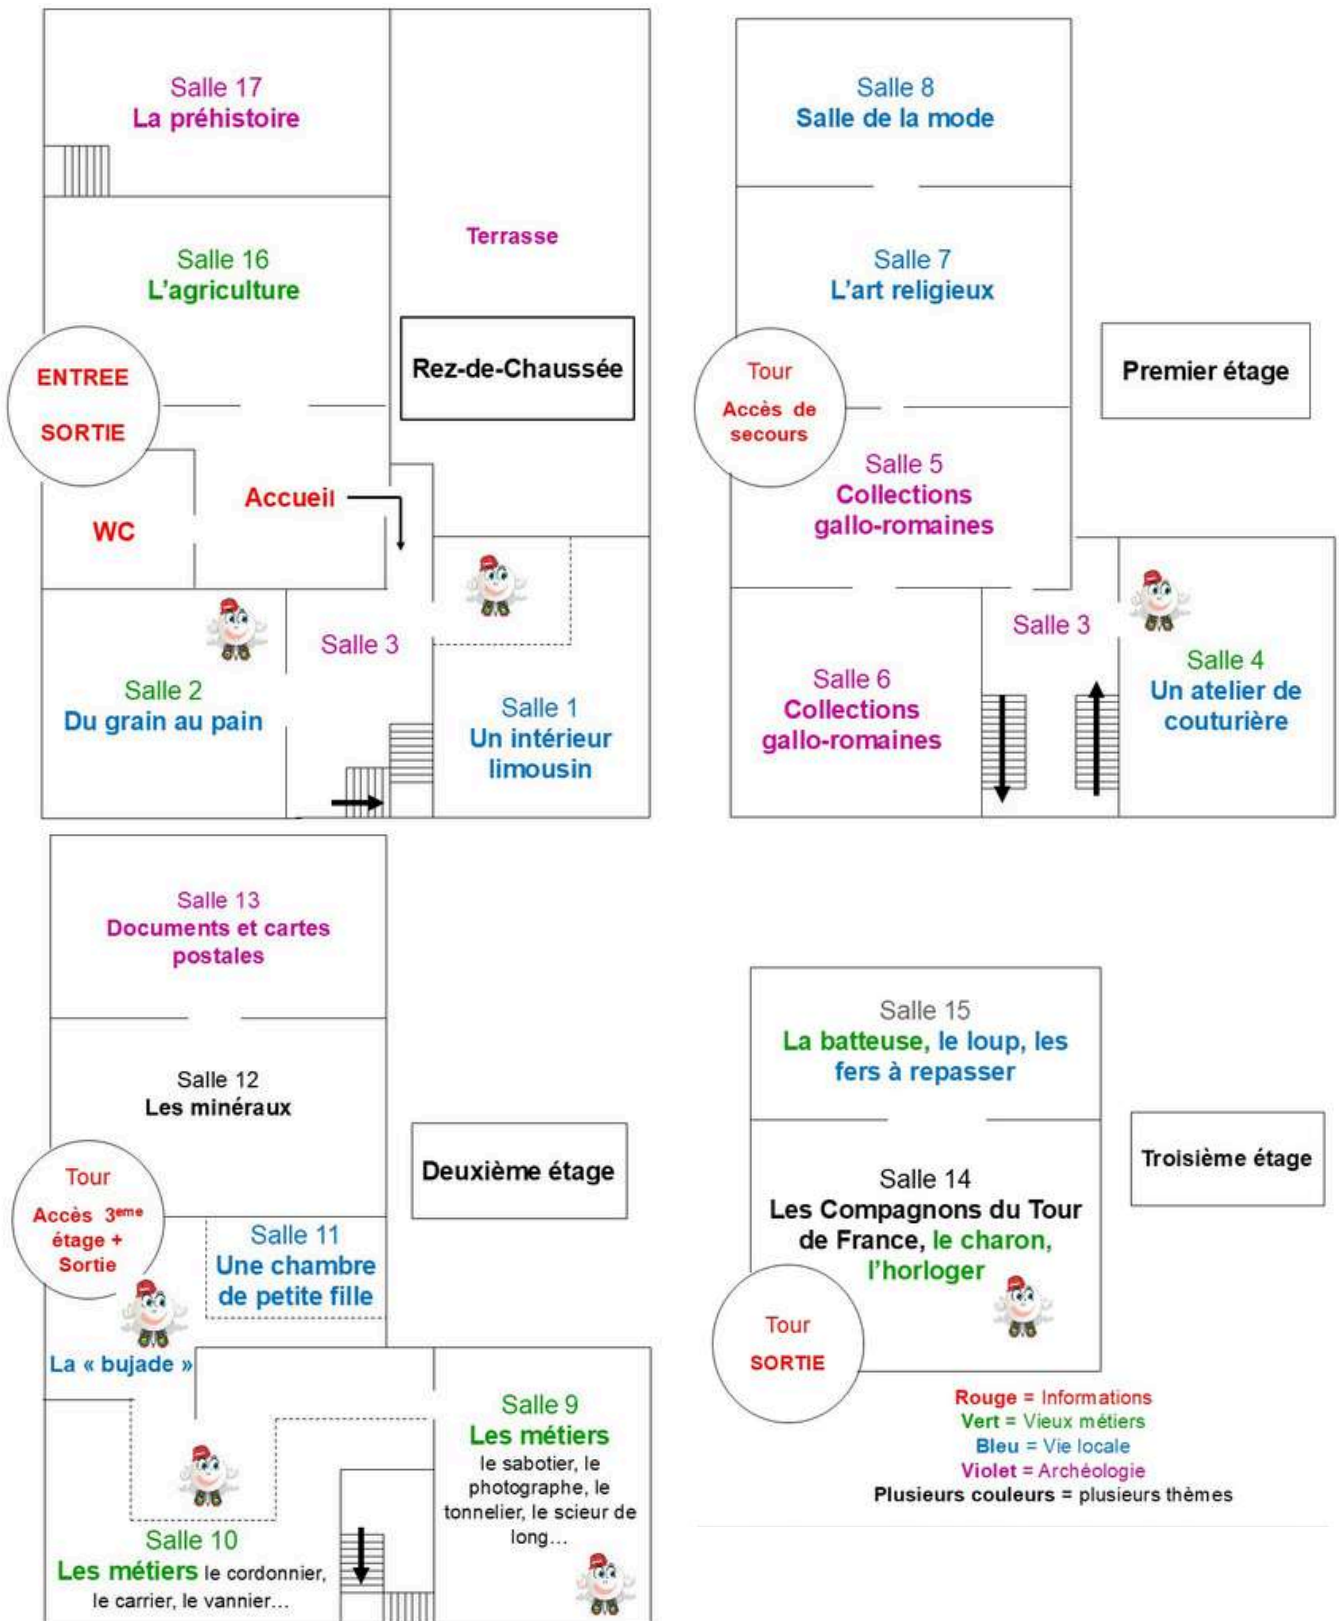 Salle 17
La préhistoire
Terrasse
Salle 16
L'agriculture
Rez-de-Chaussée
ENTREE
SORTIE
Accueil
WC
Salle 3
Salle 2
Du grain au pain
Salle 1
Un intérieur
limousin
Salle 8
Salle de la mode
Salle 7
L'art religieux
Premier étage
Tour
Accès de
secours
Salle 5
Collections
gallo-romaines
Salle 3
Salle 6
Collections
gallo-romaines
Salle 4
Un atelier de
couturière
Salle 13
Documents et cartes
postales
Salle 12
Les minéraux
Deuxième étage
Tour
Accès 3eme
étage +
Sortie
Salle 11
Une chambre
de petite fille
La « bujade »
Salle 9
Les métiers
le sabotier, le
photographe, le
tonnelier, le scieur de
long...
Salle 10
Les métiers le cordonnier,
le carrier, le vannier...
Salle 15
La batteuse, le loup, les
fers à repasser
Troisième étage
Salle 14
Les Compagnons du Tour
de France, le charon,
l'horloger
Tour
SORTIE
Rouge = Informations
Vert = Vieux métiers
Bleu = Vie locale
Violet = Archéologie
Plusieurs couleurs = plusieurs thèmes